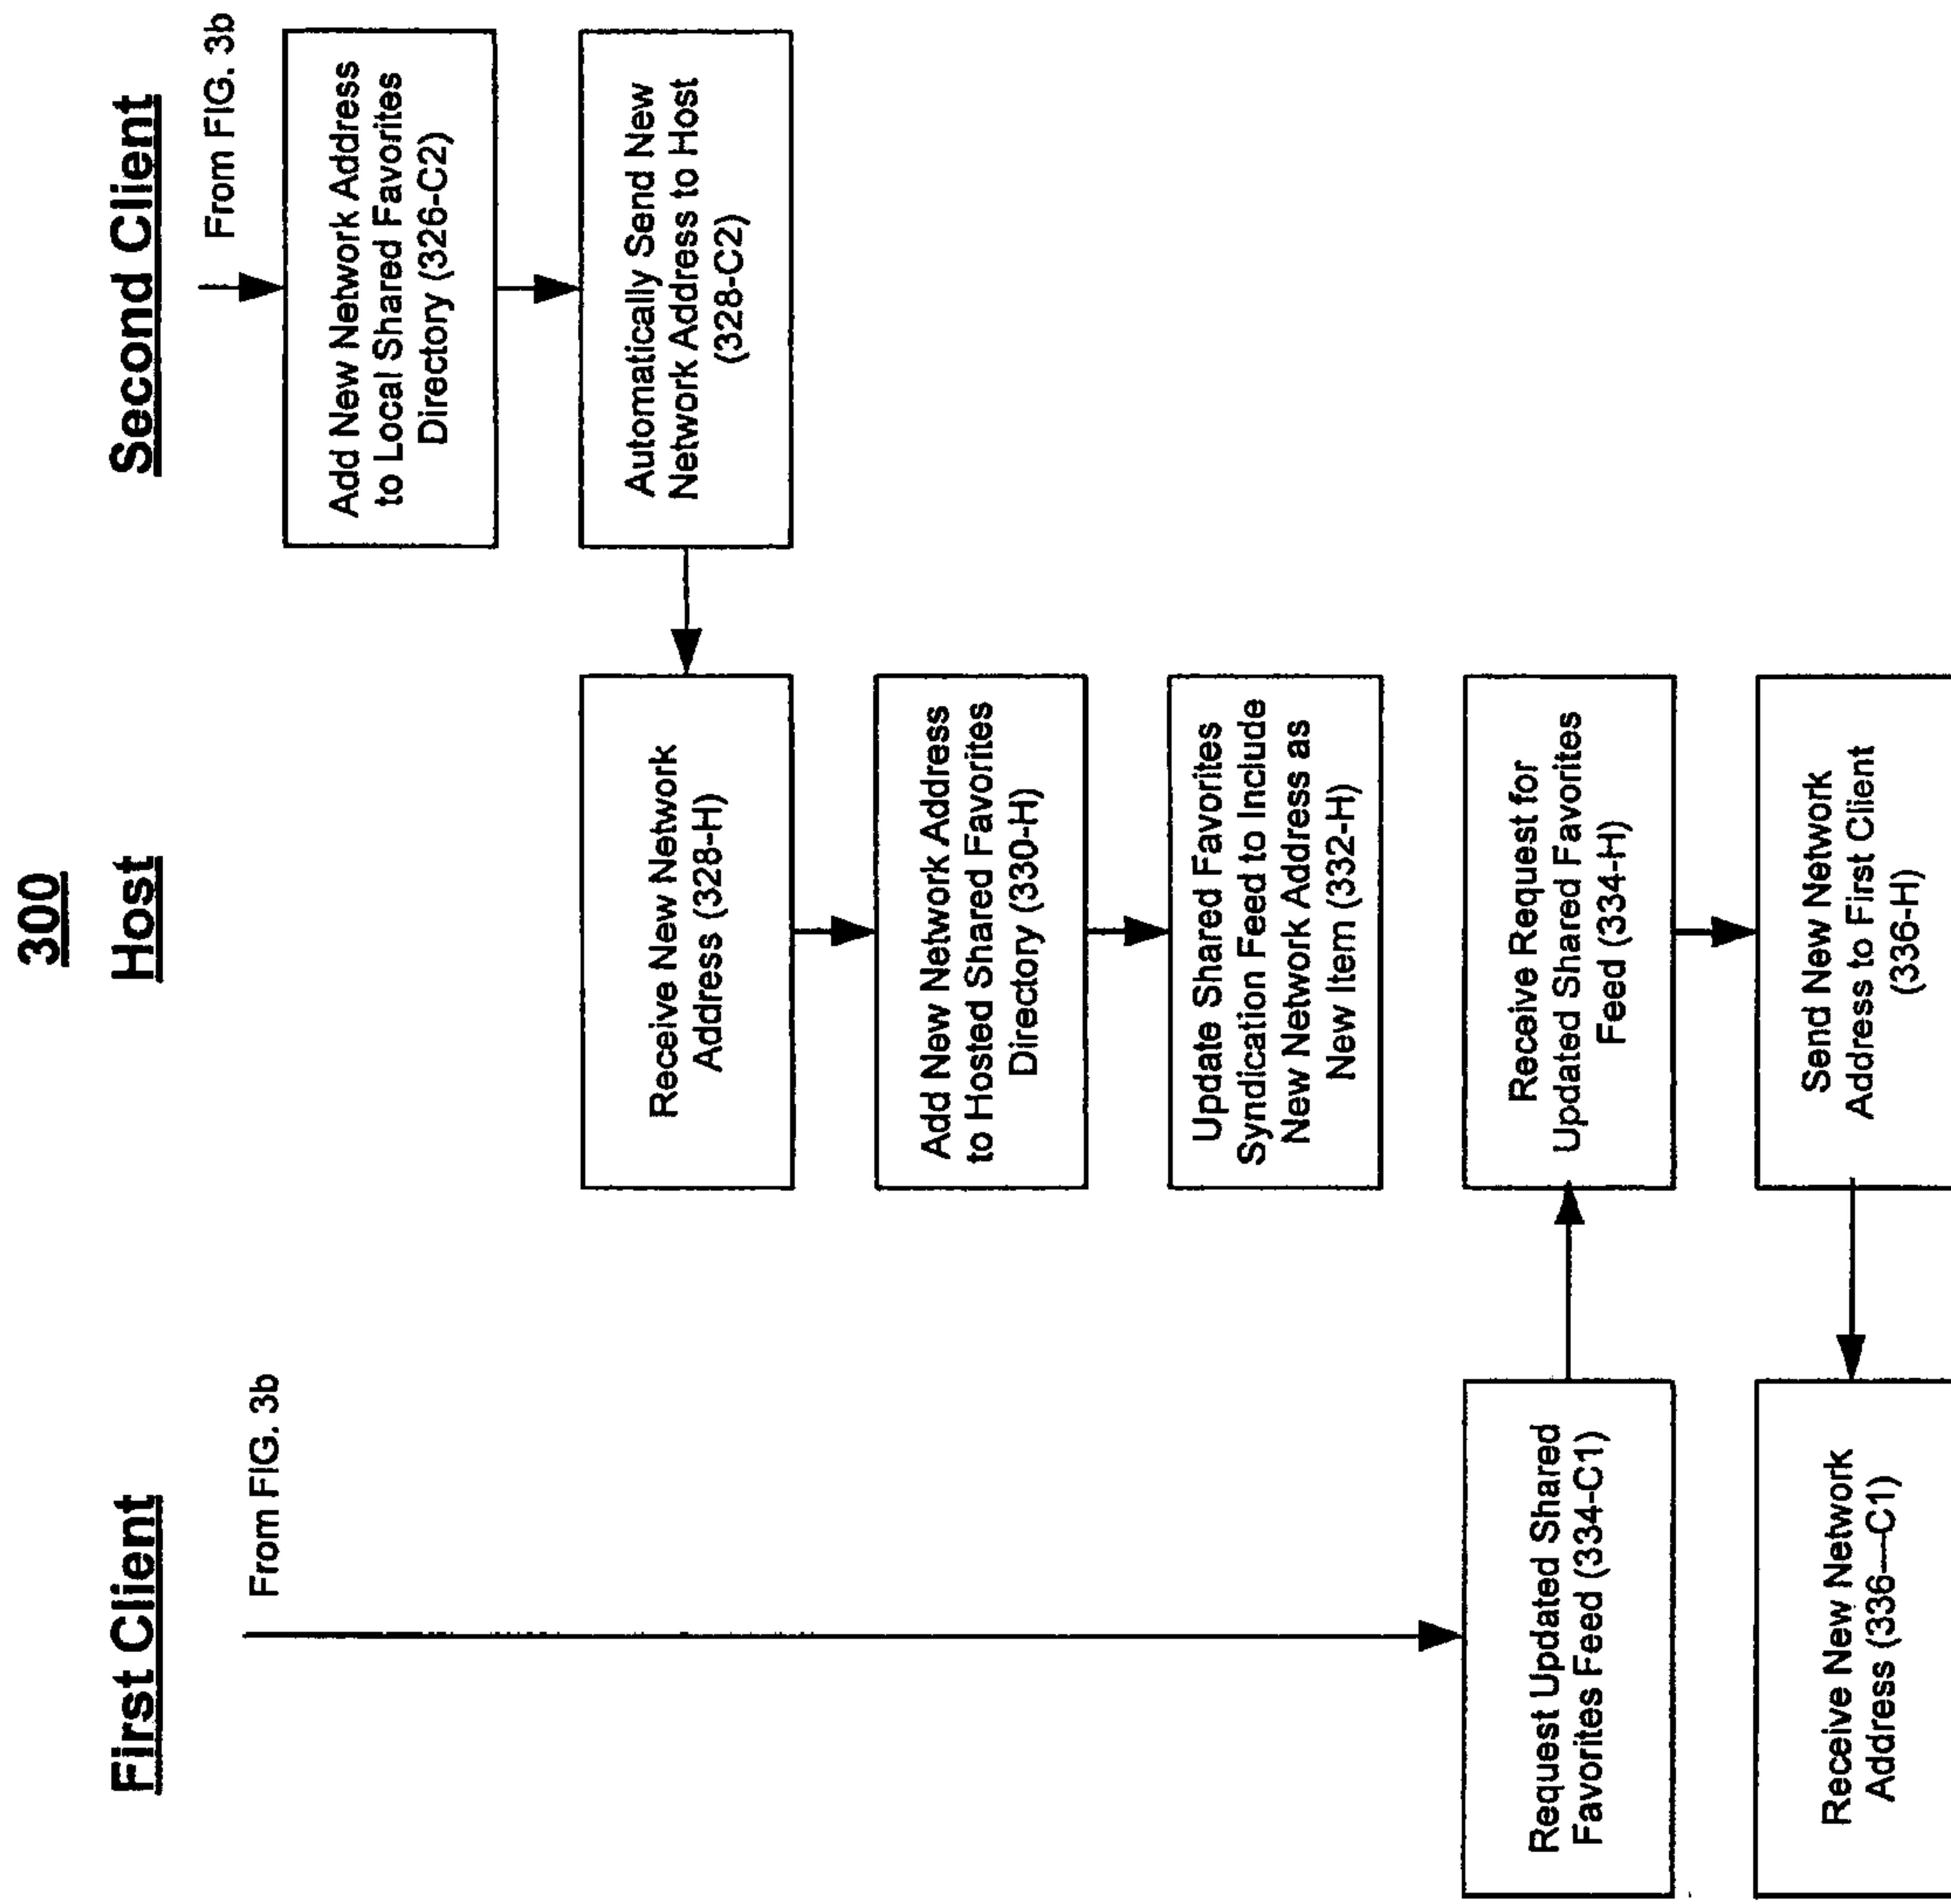 300
First Client
Host
Second Client
From FIG. 3b
From FIG. 3b
Add New Network Address
to Local Shared Favorites
Directory (326-C2)
Automatically Send New
Network Address to Host
(328-C2)
Receive New Network
Address (328-H)
Add New Network Address
to Hosted Shared Favorites
Directory (330-H)
Update Shared Favorites
Syndication Feed to Include
New Network Address as
New Item (332-H)
Request Updated Shared
Favorites Feed (334-C1)
Receive Request for
Updated Shared Favorites
Feed (334-H)
Send New Network
Address to First Client
(336-H)
Receive New Network
Address (336—C1)